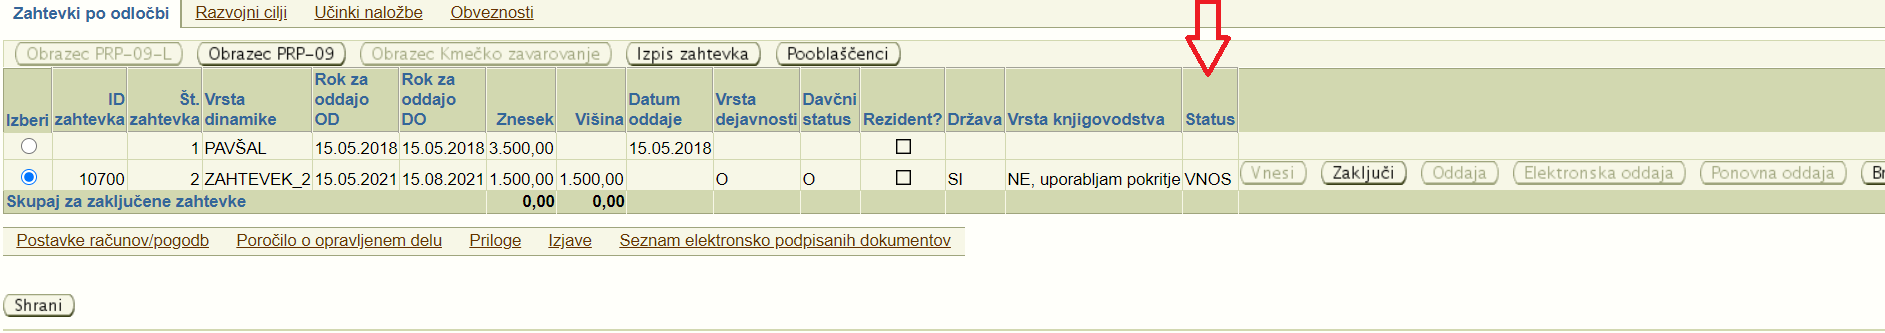 Zahtevki po odločbi Razvojni cilji Učinki naložbe Obveznosti
Obrazec PRP-09-L Obrazec PRP-09 Obrazec Kmečko zavarovanje Izpis zahtevka Pooblaščenci
Izberi ID zahtevka Št. zahtevka Vrsta dinamike Rok za oddajo OD Rok za oddajo DO Znesek Višina Datum oddaje Vrsta dejavnosti Davčni status Rezident? Država Vrsta knjigovodstva Status
1 PAVŠAL 15.05.2018 15.05.2018 3.500,00 15.05.2018
10700 2 ZAHTEVEK_2 15.05.2021 15.08.2021 1.500,00 1.500,00 O O SI NE, uporabljam pokritje VNOS Vnesi Zaključi Oddaja Elektronska oddaja Ponovna oddaja
Skupaj za zaključene zahtevke 0,00 0,00
Postavke računov/pogodb Poročilo o opravljenem delu Priloge Izjave Seznam elektronsko podpisanih dokumentov
Shrani